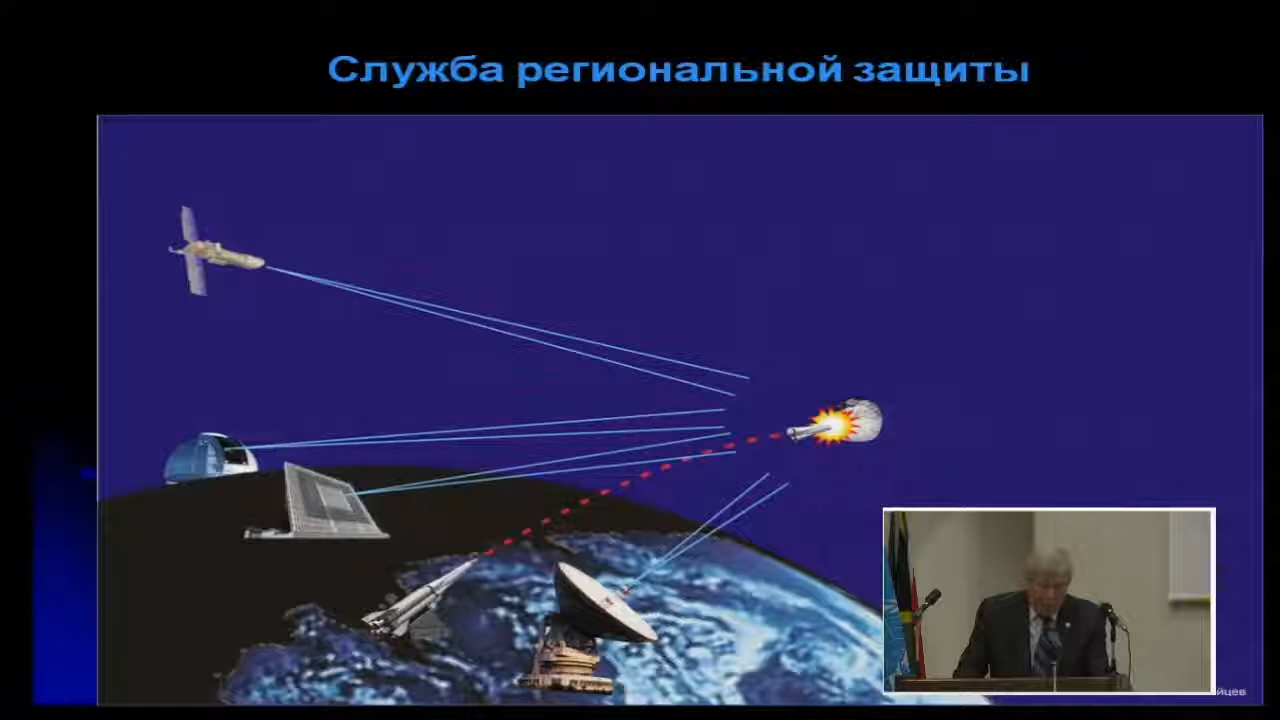 Служба региональной защиты